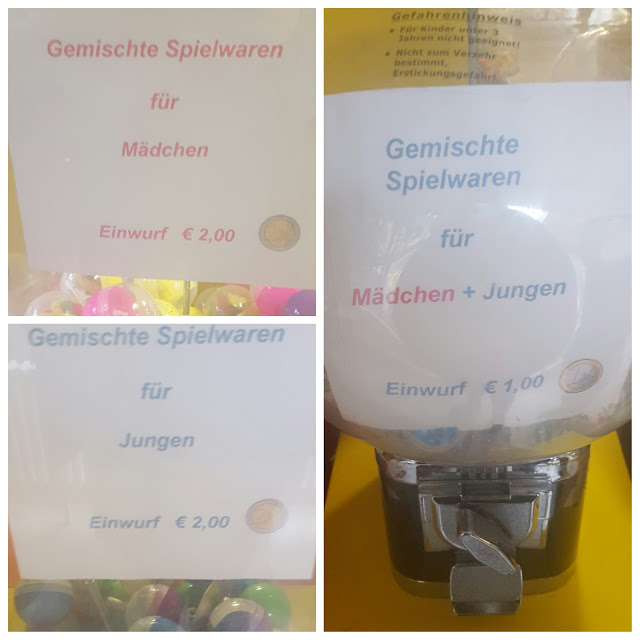 Gemischte Spielwaren
für
Mädchen
Einwurf € 2,00
Gemischte Spielwaren
für
Jungen
Einwurf € 2,00
Gefahrenhinweis
• Für Kinder unter 3
Jahren nicht geeignet!
• Nicht zum Verzehr
bestimmt,
Erstickungsgefahr!
Gemischte
Spielwaren
für
Mädchen + Jungen
Einwurf € 1,00